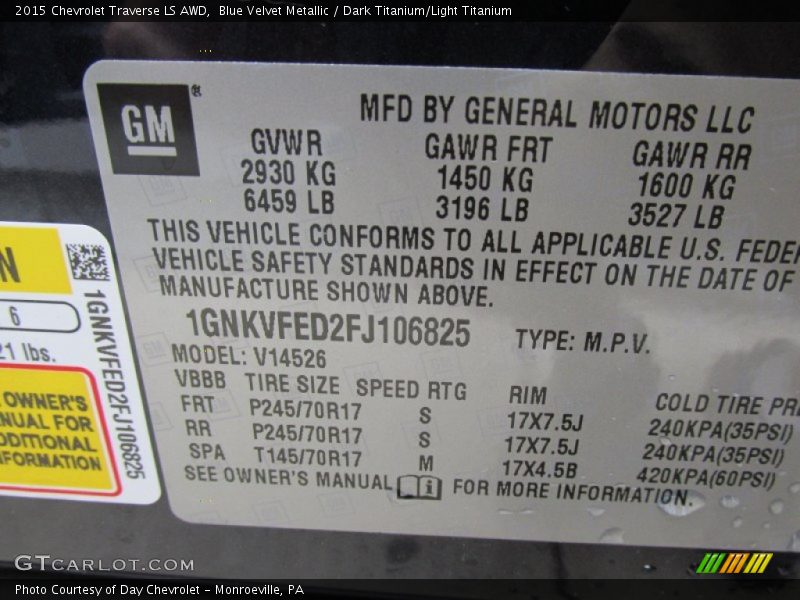 2015 Chevrolet Traverse LS AWD,  Blue Velvet Metallic / Dark Titanium/Light Titanium
GM®
MFD BY GENERAL MOTORS LLC
GVWR GAWR FRT GAWR RR
2930 KG 1450 KG 1600 KG
6459 LB 3196 LB 3527 LB
THIS VEHICLE CONFORMS TO ALL APPLICABLE U.S. FEDER
VEHICLE SAFETY STANDARDS IN EFFECT ON THE DATE OF
MANUFACTURE SHOWN ABOVE.
1GNKVFED2FJ106825 TYPE: M.P.V.
MODEL: V14526
VBBB TIRE SIZE SPEED RTG RIM COLD TIRE PR
FRT P245/70R17 S 17X7.5J 240KPA(35PSI)
RR P245/70R17 S 17X7.5J 240KPA(35PSI)
SPA T145/70R17 M 17X4.5B 420KPA(60PSI)
SEE OWNER'S MANUAL i FOR MORE INFORMATION.
N
6
21 lbs.
OWNER'S
NUAL FOR
DDITIONAL
FORMATION
1GNKVFED2FJ106825
GTCARLOT.COM
Photo Courtesy of Day Chevrolet - Monroeville, PA